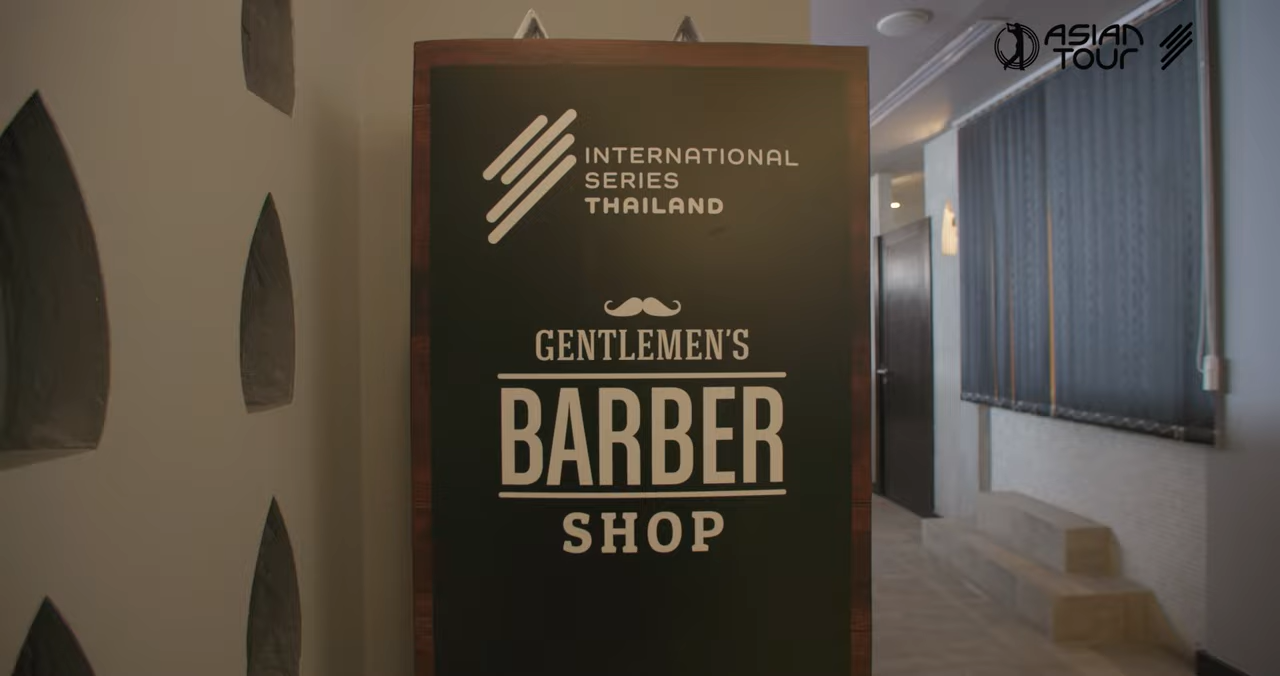 ASIAN
TOUR
INTERNATIONAL
SERIES
THAILAND
GENTLEMEN'S
BARBER
SHOP